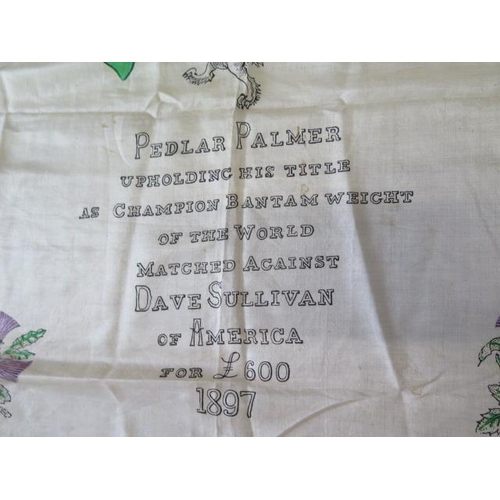 PEDLAR PALMER
UPHOLDING HIS TITLE
AS CHAMPION BANTAM WEIGHT
OF THE WORLD
MATCHED AGAINST
DAVE SULLIVAN
OF AMERICA
FOR £600
1897